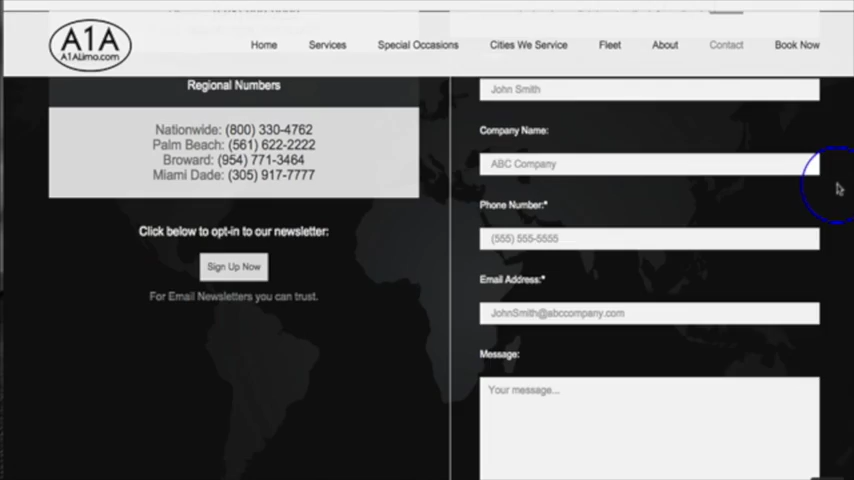 A1A
A1ALimo.com
Home Services Special Occasions Cities We Service Fleet About Contact Book Now
Regional Numbers
Nationwide: (800) 330-4762
Palm Beach: (561) 622-2222
Broward: (954) 771-3464
Miami Dade: (305) 917-7777
Click below to opt-in to our newsletter:
Sign Up Now
For Email Newsletters you can trust.
John Smith
Company Name:
ABC Company
Phone Number:*
(555) 555-5555
Email Address:*
JohnSmith@abccompany.com
Message:
Your message...